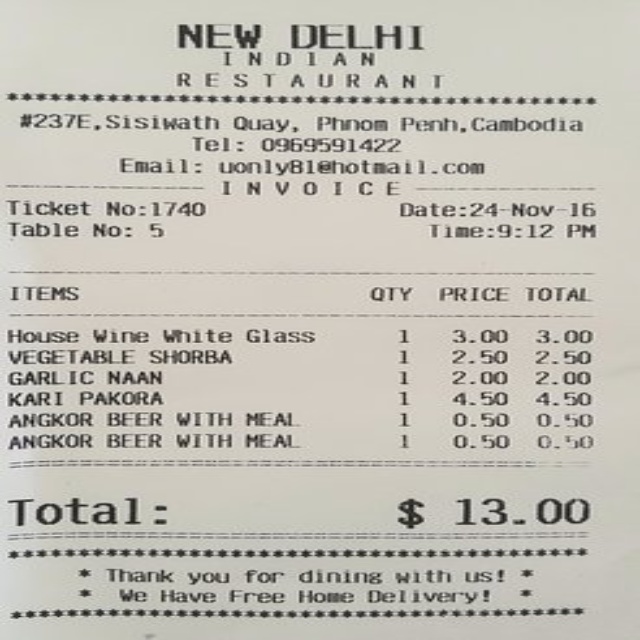 NEW DELHI
INDIAN
RESTAURANT
************************************************
#237E,Sisiwath Quay, Phnom Penh,Cambodia
Tel: 0969591422
Email: uonly81@hotmail.com
INVOICE
Ticket No:1740 Date:24-Nov-16
Table No: 5 Time:9:12 PM
ITEMS QTY PRICE TOTAL
House Wine White Glass 1 3.00 3.00
VEGETABLE SHORBA 1 2.50 2.50
GARLIC NAAN 1 2.00 2.00
KARI PAKORA 1 4.50 4.50
ANGKOR BEER WITH MEAL 1 0.50 0.50
ANGKOR BEER WITH MEAL 1 0.50 0.50
Total: $ 13.00
************************************************
* Thank you for dining with us! *
* We Have Free Home Delivery! *
************************************************